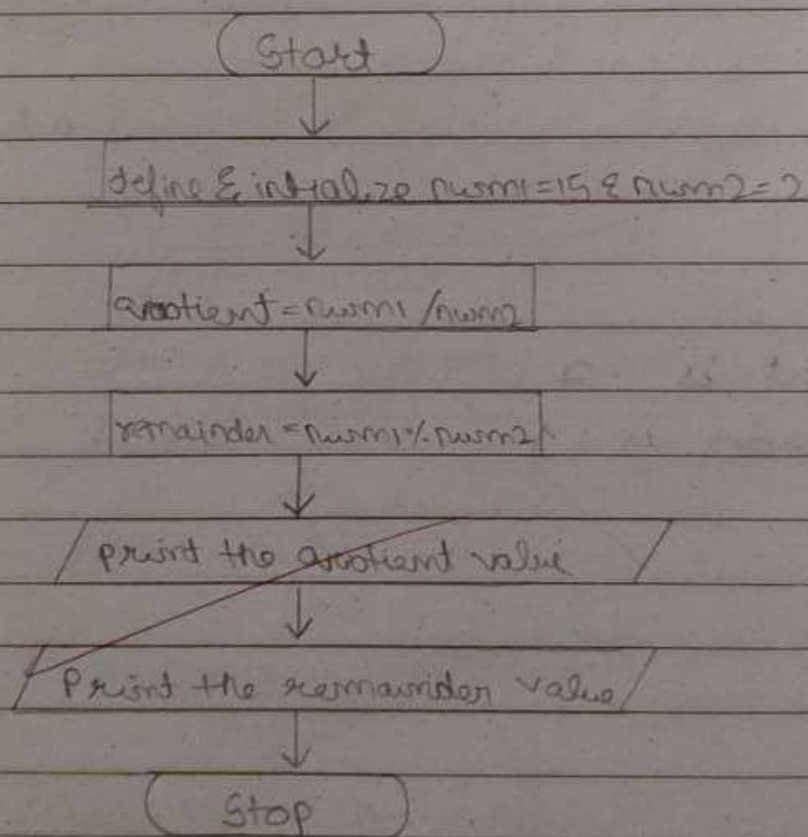 Start
define & initialize num1=15 & num2=2
quotient = num1 / num2
remainder = num1 % num2
print the quotient value
Print the remainder value
Stop